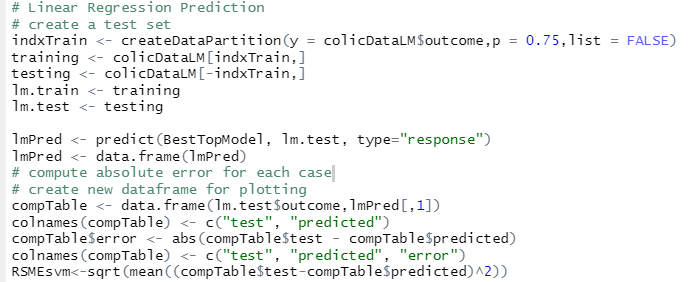 # Linear Regression Prediction
# create a test set
indxTrain <- createDataPartition(y = colicDataLM$outcome,p = 0.75,list = FALSE)
training <- colicDataLM[indxTrain,]
testing <- colicDataLM[-indxTrain,]
lm.train <- training
lm.test <- testing
lmPred <- predict(BestTopModel, lm.test, type="response")
lmPred <- data.frame(lmPred)
# compute absolute error for each case
# create new dataframe for plotting
compTable <- data.frame(lm.test$outcome,lmPred[,1])
colnames(compTable) <- c("test", "predicted")
compTable$error <- abs(compTable$test - compTable$predicted)
colnames(compTable) <- c("test", "predicted", "error")
RSMEsvm<-sqrt(mean((compTable$test-compTable$predicted)^2))